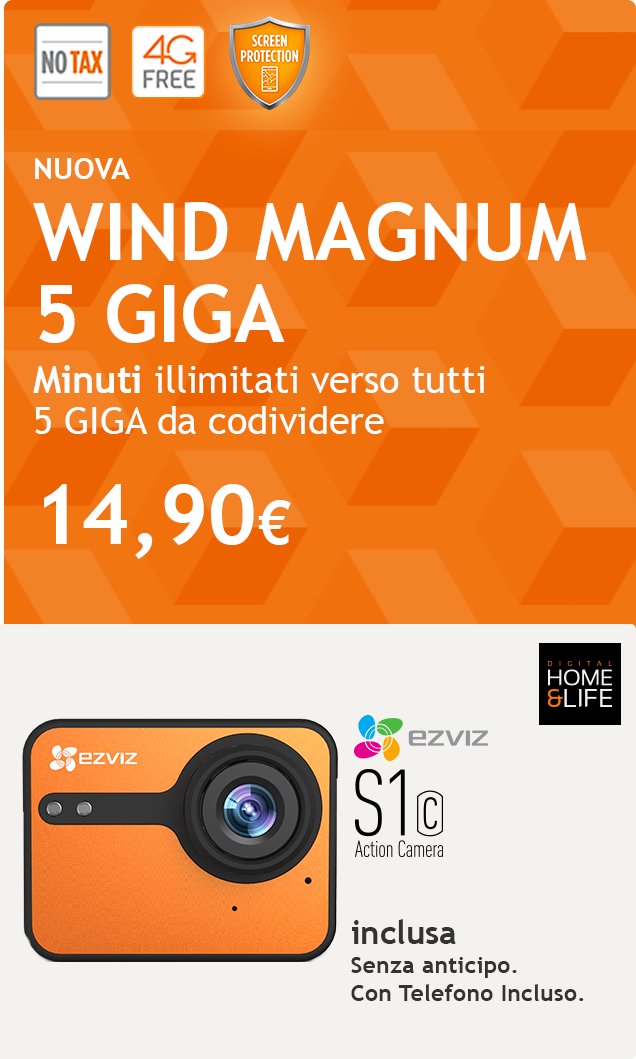 NO TAX
4G
FREE
SCREEN
PROTECTION
NUOVA
WIND MAGNUM
5 GIGA
Minuti illimitati verso tutti
5 GIGA da codividere
14,90€
DIGITAL
HOME
&LIFE
ezviz
ezviz
S1C
Action Camera
inclusa
Senza anticipo.
Con Telefono Incluso.